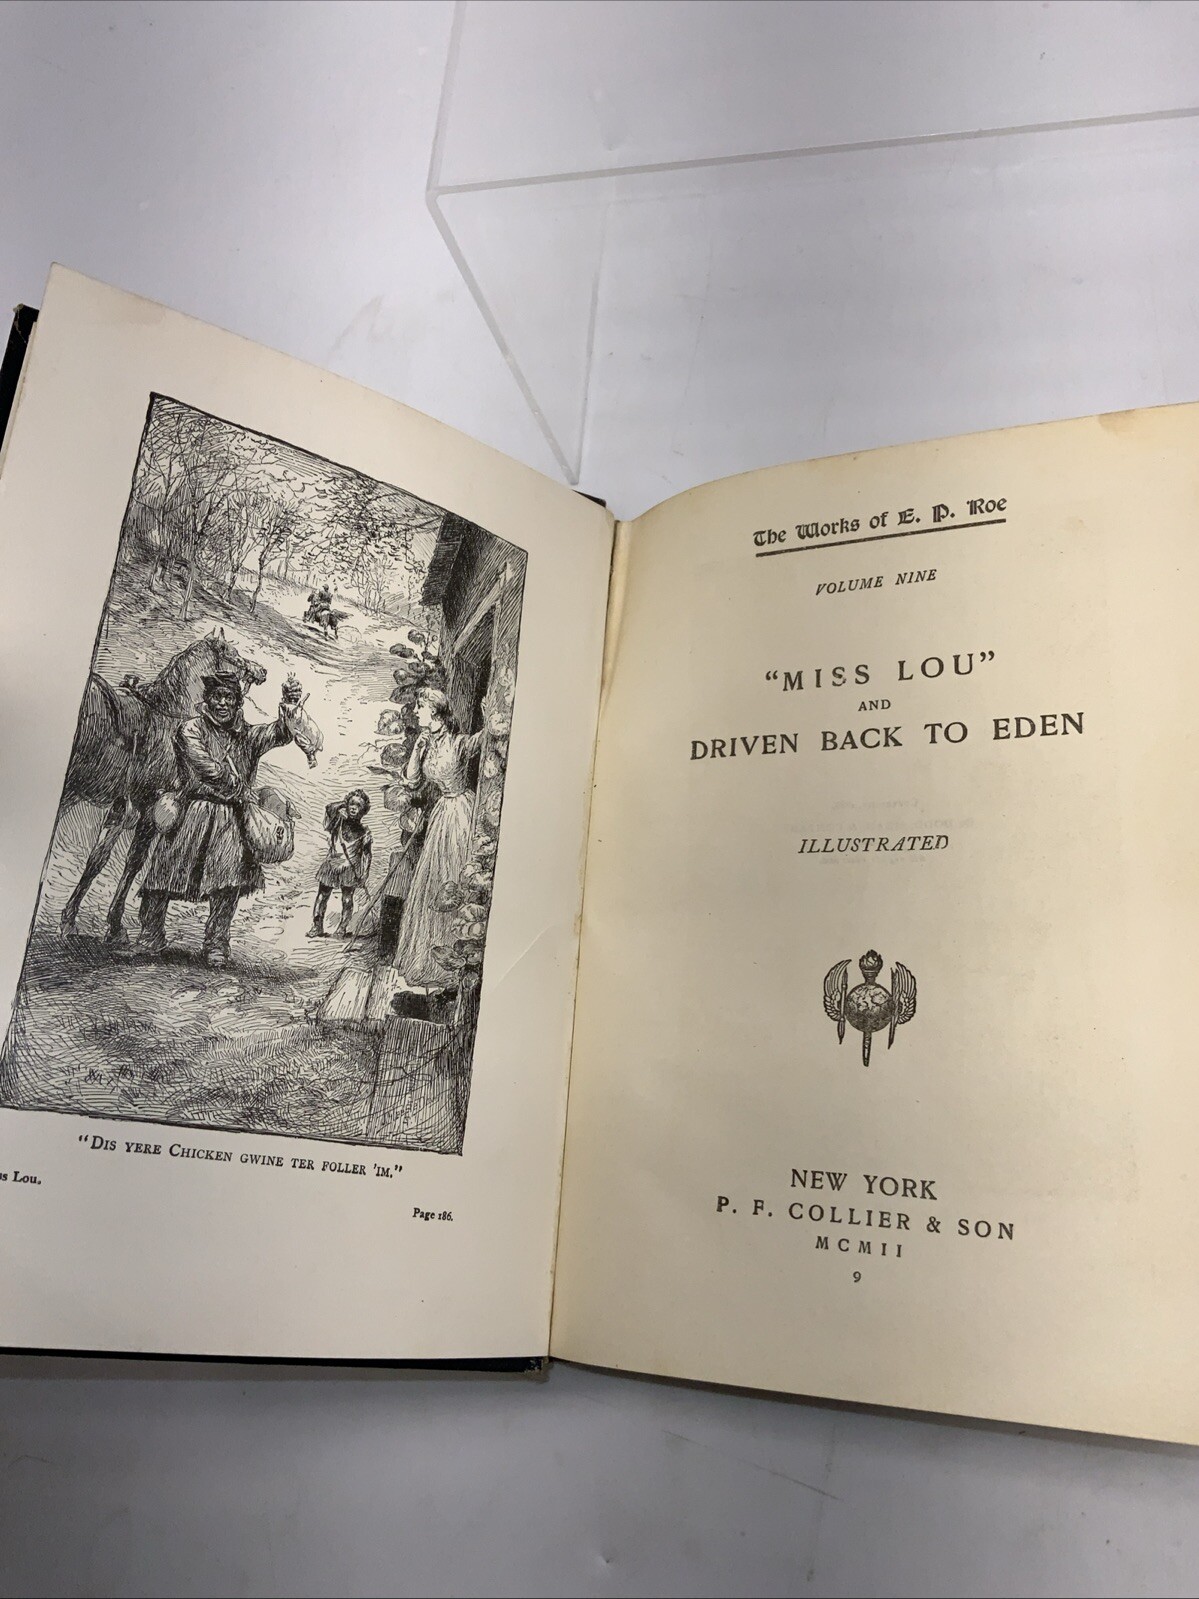 "Dis yere Chicken gwine ter foller 'im."
s Lou.
Page 186.
The Works of E. P. Roe
VOLUME NINE
"MISS LOU"
AND
DRIVEN BACK TO EDEN
ILLUSTRATED
NEW YORK
P. F. COLLIER & SON
MCMII
9